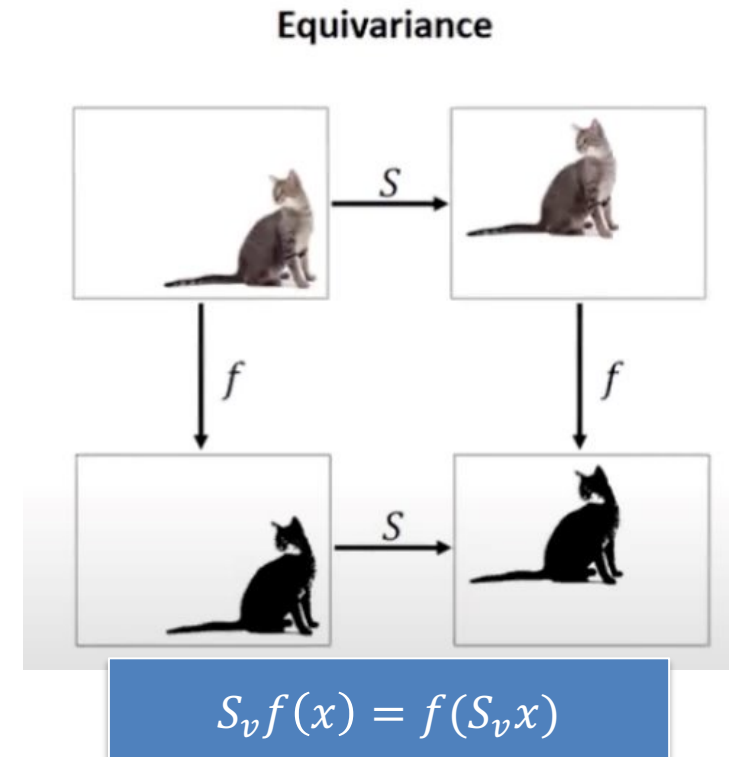 Equivariance
S
f f
S
S_v f(x) = f(S_v x)